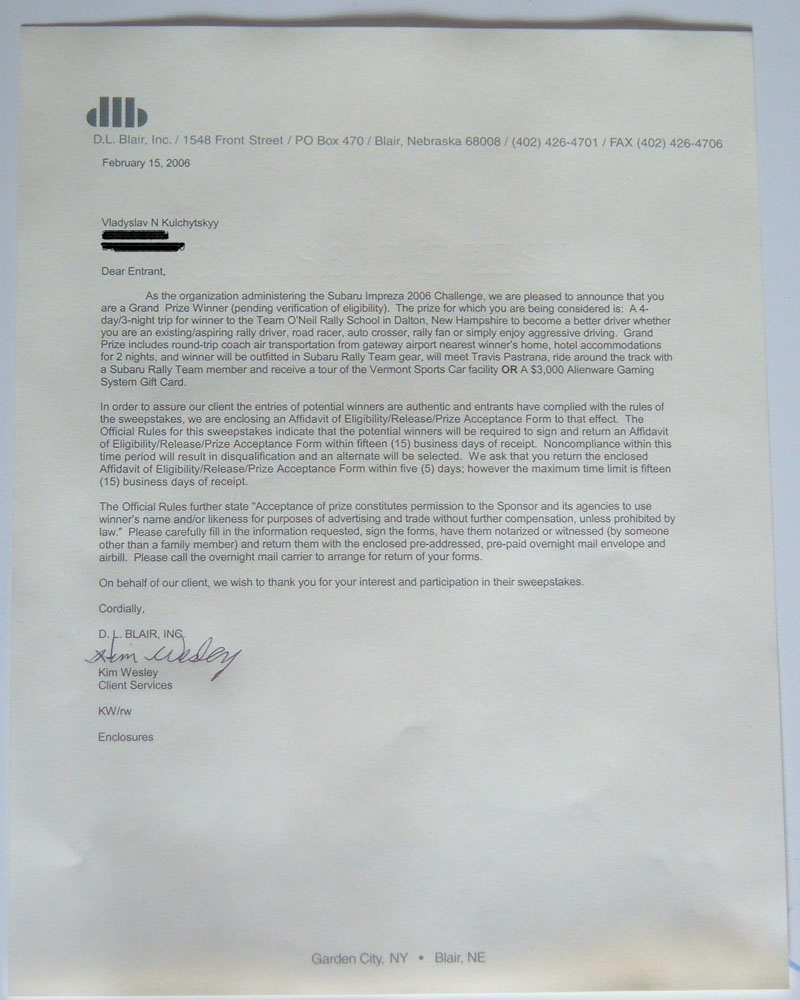 dlb
D.L. Blair, Inc. / 1548 Front Street / PO Box 470 / Blair, Nebraska 68008 / (402) 426-4701 / FAX (402) 426-4706
February 15, 2006
Vladyslav N Kulchytskyy
Dear Entrant,
As the organization administering the Subaru Impreza 2006 Challenge, we are pleased to announce that you
are a Grand Prize Winner (pending verification of eligibility). The prize for which you are being considered is: A 4-
day/3-night trip for winner to the Team O'Neil Rally School in Dalton, New Hampshire to become a better driver whether
you are an existing/aspiring rally driver, road racer, auto crosser, rally fan or simply enjoy aggressive driving. Grand
Prize includes round-trip coach air transportation from gateway airport nearest winner's home, hotel accommodations
for 2 nights, and winner will be outfitted in Subaru Rally Team gear, will meet Travis Pastrana, ride around the track with
a Subaru Rally Team member and receive a tour of the Vermont Sports Car facility OR A $3,000 Alienware Gaming
System Gift Card.
In order to assure our client the entries of potential winners are authentic and entrants have complied with the rules of
the sweepstakes, we are enclosing an Affidavit of Eligibility/Release/Prize Acceptance Form to that effect. The
Official Rules for this sweepstakes indicate that the potential winners will be required to sign and return an Affidavit
of Eligibility/Release/Prize Acceptance Form within fifteen (15) business days of receipt. Noncompliance within this
time period will result in disqualification and an alternate will be selected. We ask that you return the enclosed
Affidavit of Eligibility/Release/Prize Acceptance Form within five (5) days; however the maximum time limit is fifteen
(15) business days of receipt.
The Official Rules further state "Acceptance of prize constitutes permission to the Sponsor and its agencies to use
winner's name and/or likeness for purposes of advertising and trade without further compensation, unless prohibited by
law." Please carefully fill in the information requested, sign the forms, have them notarized or witnessed (by someone
other than a family member) and return them with the enclosed pre-addressed, pre-paid overnight mail envelope and
airbill. Please call the overnight mail carrier to arrange for return of your forms.
On behalf of our client, we wish to thank you for your interest and participation in their sweepstakes.
Cordially,
D. L. BLAIR, INC.
Kim Wesley
Kim Wesley
Client Services
KW/rw
Enclosures
Garden City, NY • Blair, NE